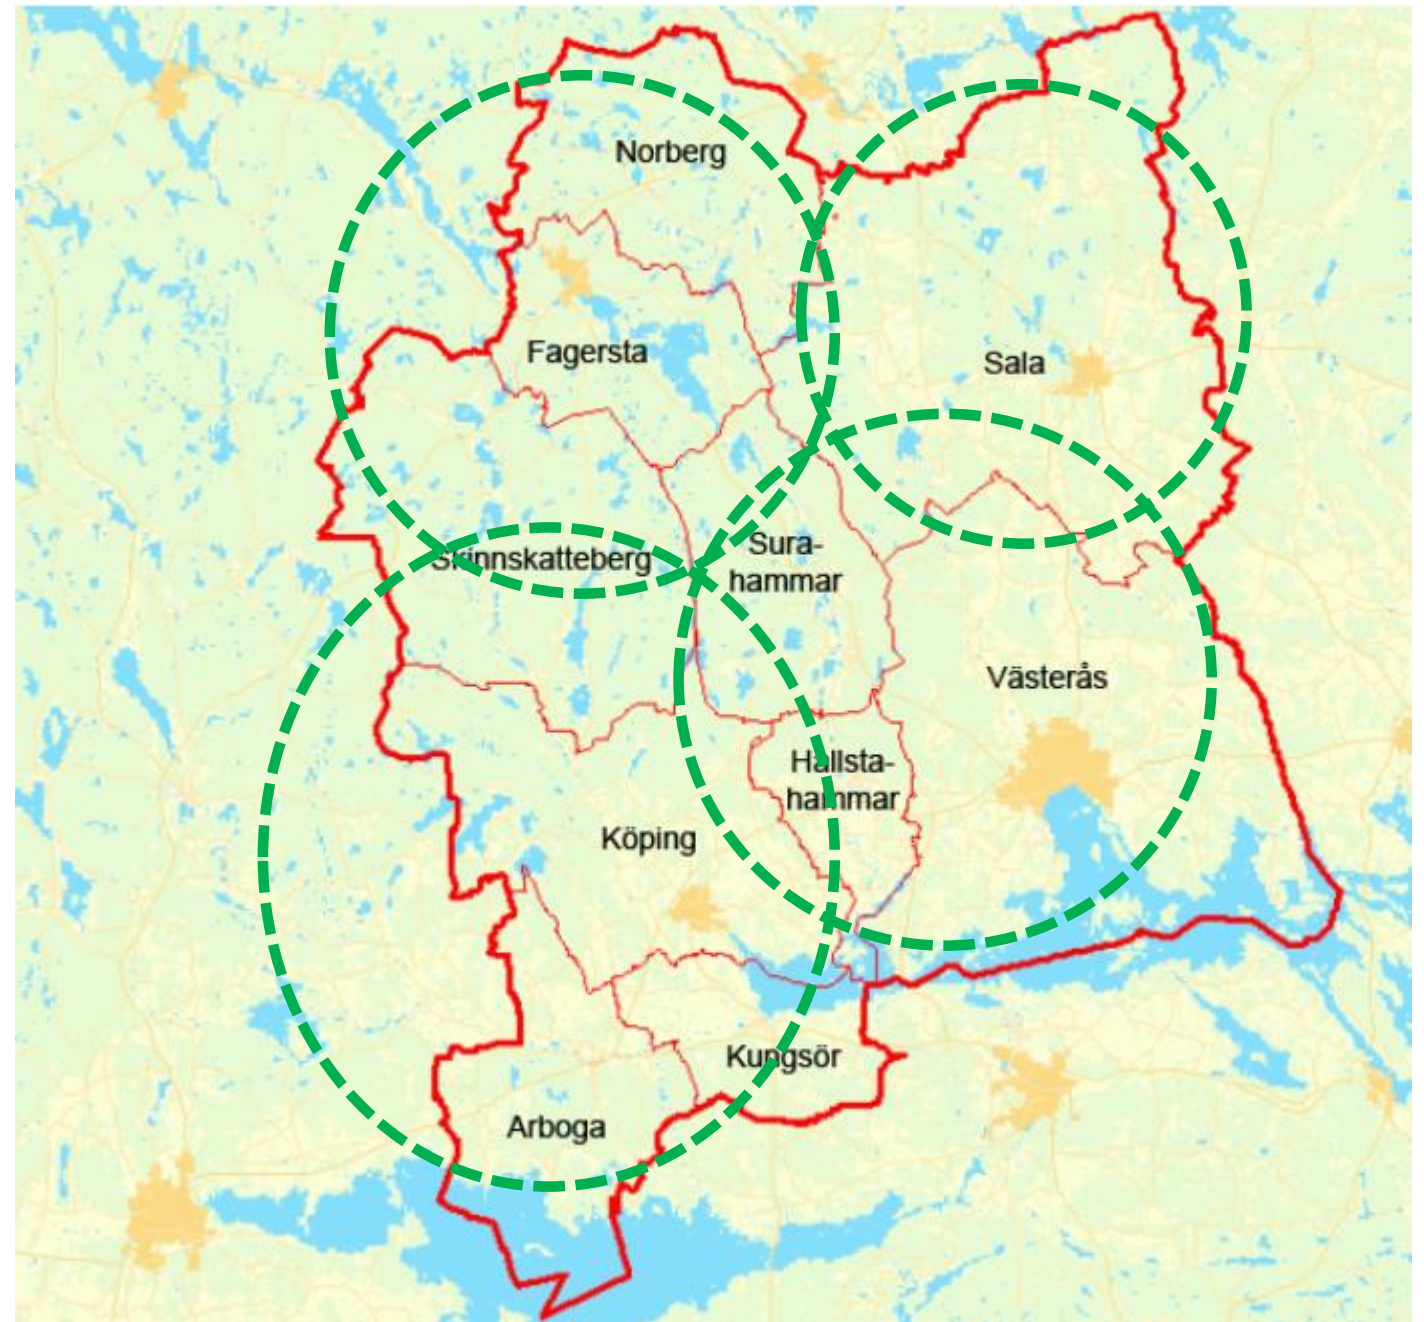 Norberg
Fagersta
Sala
Skinnskatteberg
Sura-
hammar
Västerås
Hallsta-
hammar
Köping
Kungsör
Arboga